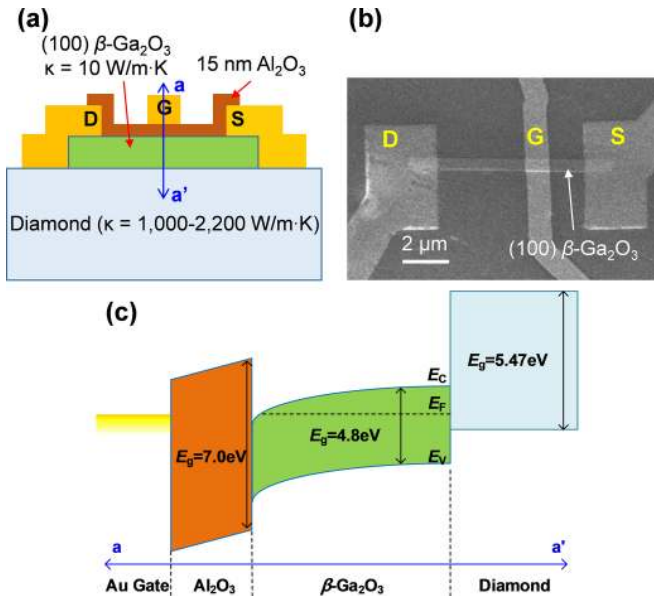 (a)
(100) β-Ga2O3
κ = 10 W/m·K
a
15 nm Al2O3
D
G
S
a'
Diamond (κ = 1,000-2,200 W/m·K)
(b)
D
G
S
2 μm
(100) β-Ga2O3
(c)
Eg=7.0eV
Eg=4.8eV
EC
EF
EV
Eg=5.47eV
a
a'
Au Gate
Al2O3
β-Ga2O3
Diamond